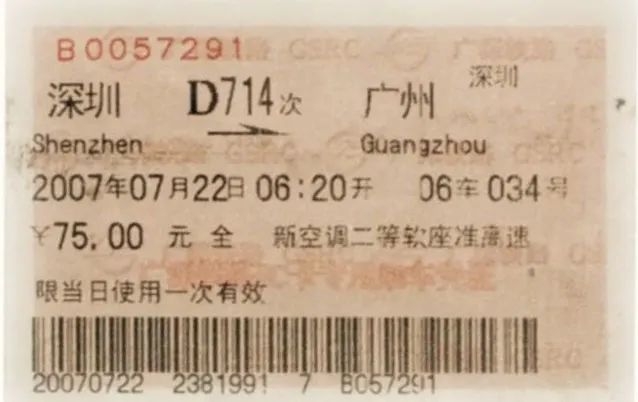 B0057291
深圳 D714次 广州 深圳
Shenzhen Guangzhou
2007年07月22日 06:20开 06车 034号
¥75.00 元 全 新空调二等软座准高速
限当日使用一次有效
20070722 2381991 7 B057291